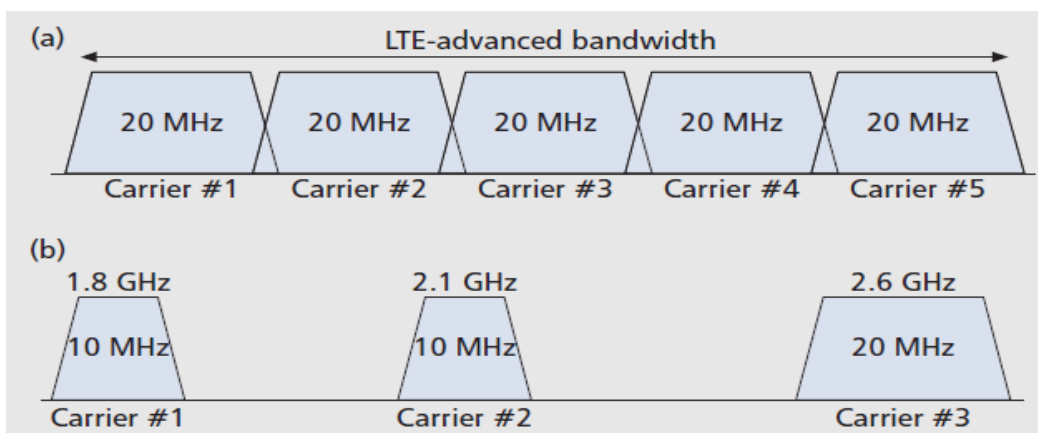 (a)
LTE-advanced bandwidth
20 MHz 20 MHz 20 MHz 20 MHz 20 MHz
Carrier #1 Carrier #2 Carrier #3 Carrier #4 Carrier #5
(b)
1.8 GHz 2.1 GHz 2.6 GHz
10 MHz 10 MHz 20 MHz
Carrier #1 Carrier #2 Carrier #3